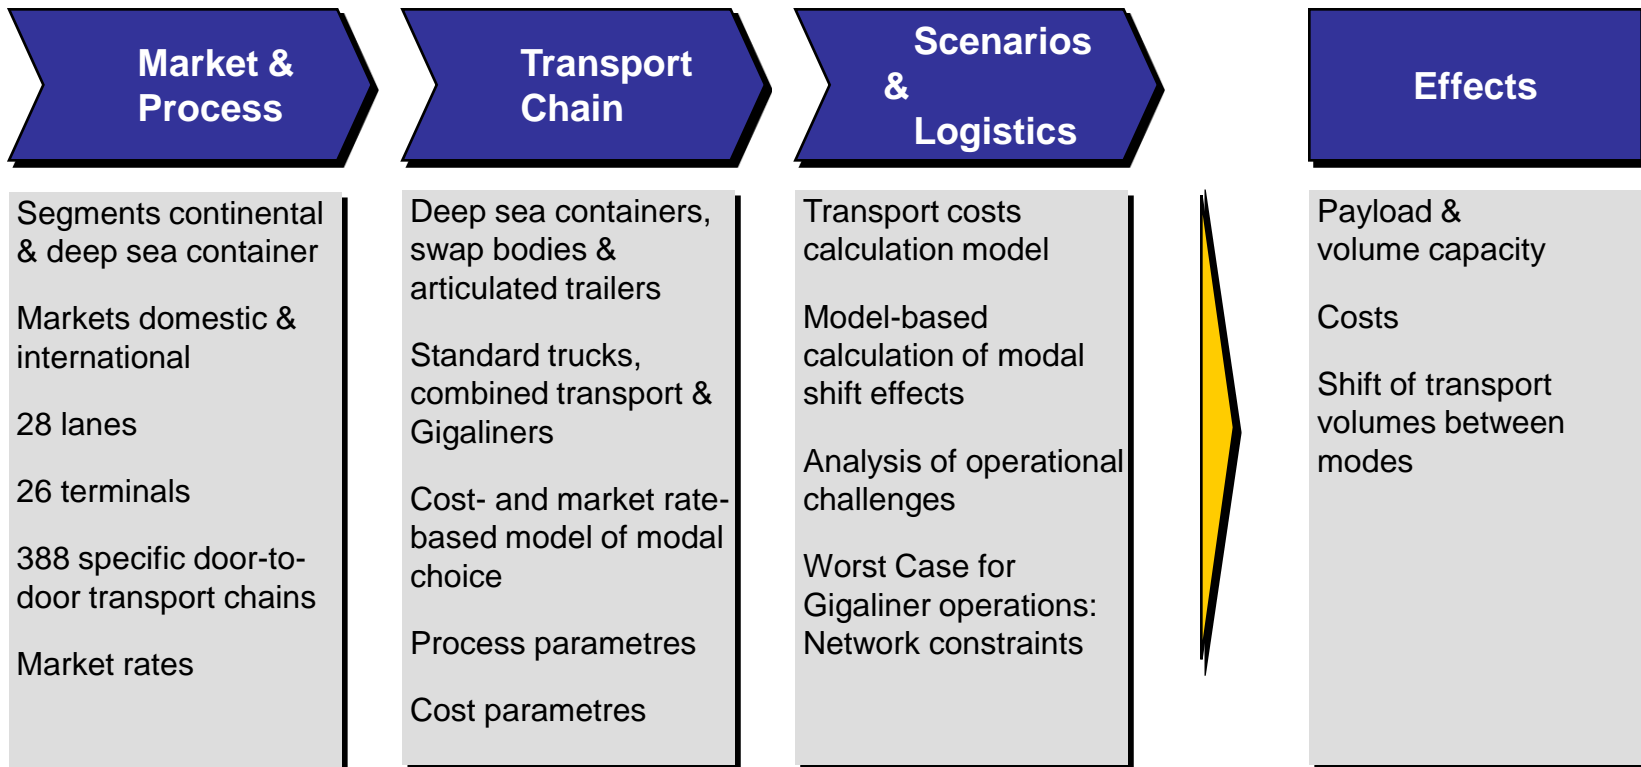 Market &
Process
Segments continental
& deep sea container
Markets domestic &
international
28 lanes
26 terminals
388 specific door-to-
door transport chains
Market rates
Transport
Chain
Deep sea containers,
swap bodies &
articulated trailers
Standard trucks,
combined transport &
Gigaliners
Cost- and market rate-
based model of modal
choice
Process parametres
Cost parametres
Scenarios
&
Logistics
Transport costs
calculation model
Model-based
calculation of modal
shift effects
Analysis of operational
challenges
Worst Case for
Gigaliner operations:
Network constraints
Effects
Payload &
volume capacity
Costs
Shift of transport
volumes between
modes